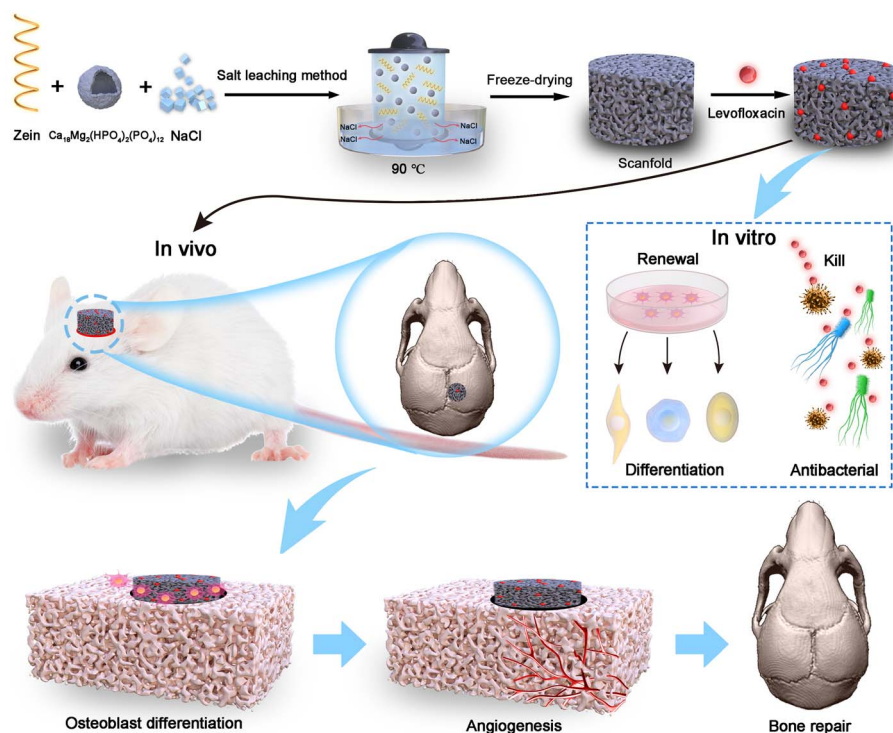 Zein
+
Ca₁₈Mg₂(HPO₄)₂(PO₄)₁₂
+
NaCl
Salt leaching method
NaCl
NaCl
NaCl
NaCl
90 ℃
Freeze-drying
Scanfold
Levofloxacin
In vivo
In vitro
Renewal
Kill
Differentiation
Antibacterial
Osteoblast differentiation
Angiogenesis
Bone repair